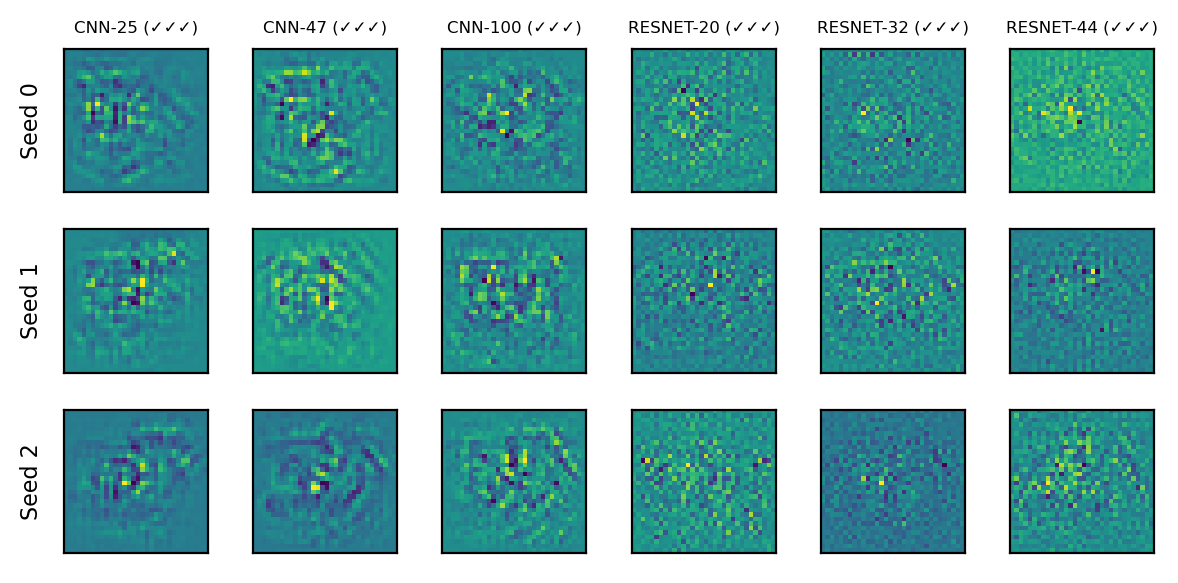 CNN-25 (✓✓✓) CNN-47 (✓✓✓) CNN-100 (✓✓✓) RESNET-20 (✓✓✓) RESNET-32 (✓✓✓) RESNET-44 (✓✓✓)
Seed 0
Seed 1
Seed 2